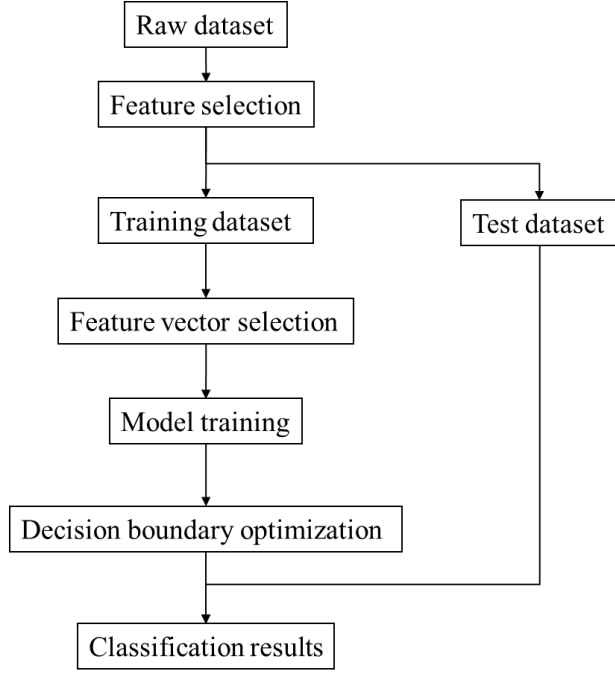 Raw dataset
Feature selection
Training dataset
Test dataset
Feature vector selection
Model training
Decision boundary optimization
Classification results